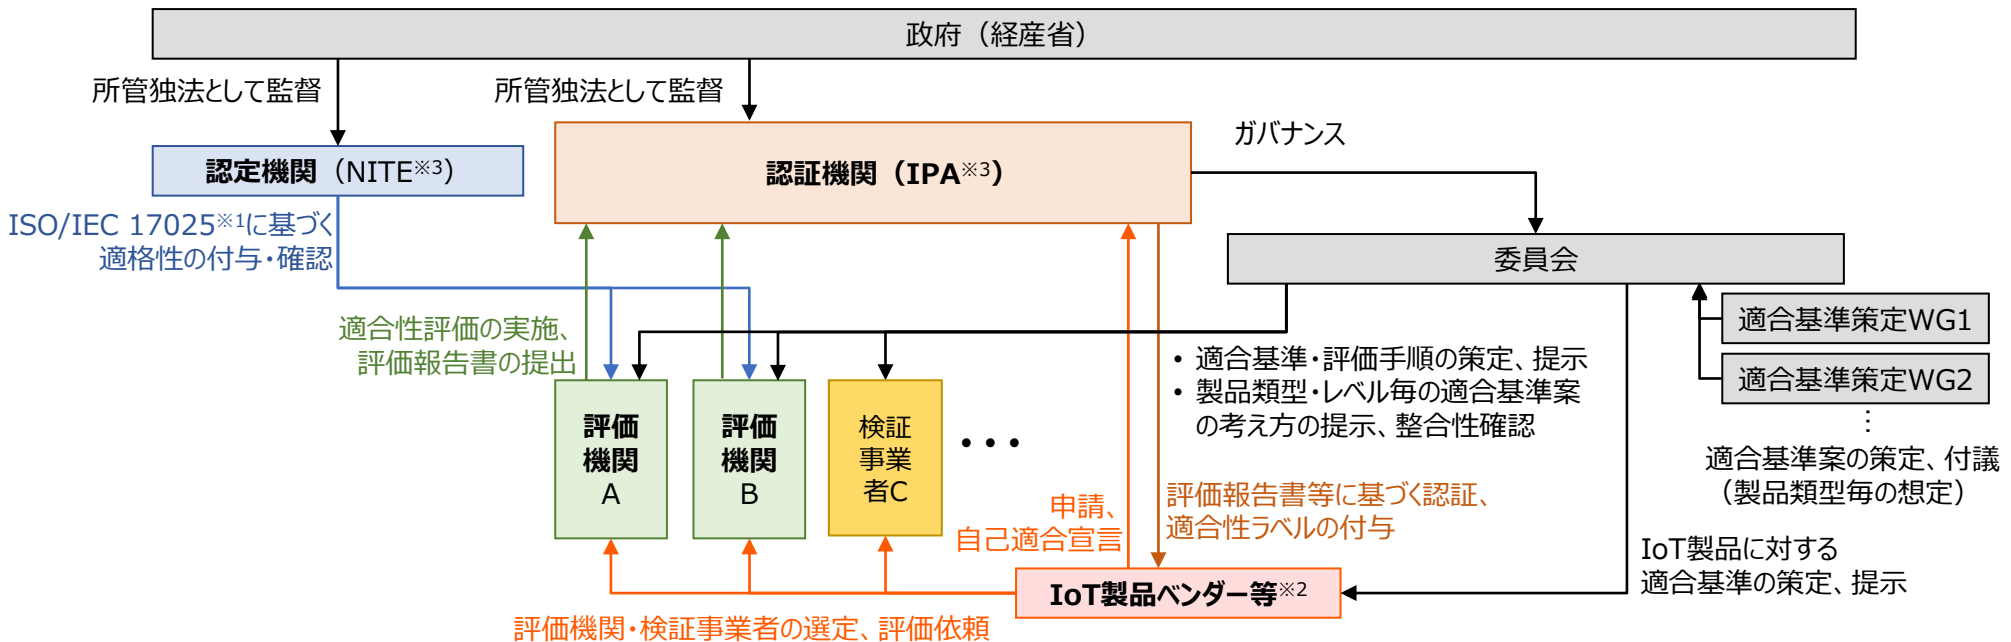 政府（経産省）
所管独法として監督
所管独法として監督
認定機関（NITE※3）
認証機関（IPA※3）
ガバナンス
ISO/IEC 17025※1に基づく
適格性の付与・確認
委員会
適合性評価の実施、
評価報告書の提出
適合基準策定WG1
適合基準策定WG2
⋮
適合基準案の策定、付議
（製品類型毎の想定）
• 適合基準・評価手順の策定、提示
• 製品類型・レベル毎の適合基準案
の考え方の提示、整合性確認
評価
機関
A
評価
機関
B
検証
事業
者C
・・・
申請、
自己適合宣言
評価報告書等に基づく認証、
適合性ラベルの付与
IoT製品に対する
適合基準の策定、提示
IoT製品ベンダー等※2
評価機関・検証事業者の選定、評価依頼